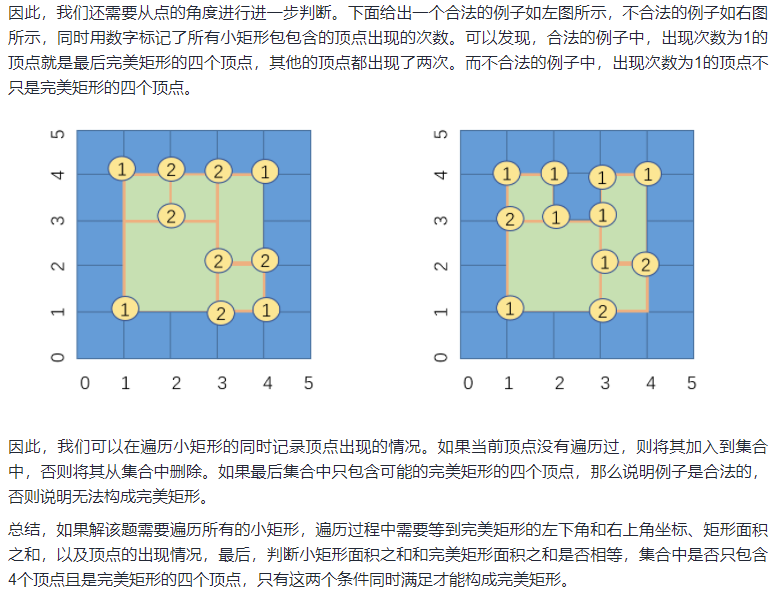 因此，我们还需要从点的角度进行进一步判断。下面给出一个合法的例子如左图所示，不合法的例子如右图
所示，同时用数字标记了所有小矩形包包含的顶点出现的次数。可以发现，合法的例子中，出现次数为1的
顶点就是最后完美矩形的四个顶点，其他的顶点都出现了两次。而不合法的例子中，出现次数为1的顶点不
只是完美矩形的四个顶点。
5
4
3
2
1
0
1 2 2 1
2
2 2
1 2 1
0 1 2 3 4 5
5
4
3
2
1
0
1 1 1 1
2 1 1
1 2
1 2
0 1 2 3 4 5
因此，我们可以在遍历小矩形的同时记录顶点出现的情况。如果当前顶点没有遍历过，则将其加入到集合
中，否则将其从集合中删除。如果最后集合中只包含可能的完美矩形的四个顶点，那么说明例子是合法的，
否则说明无法构成完美矩形。
总结，如果解该题需要遍历所有的小矩形，遍历过程中需要等到完美矩形的左下角和右上角坐标、矩形面积
之和，以及顶点的出现情况，最后，判断小矩形面积之和和完美矩形面积之和是否相等，集合中是否只包含
4个顶点且是完美矩形的四个顶点，只有这两个条件同时满足才能构成完美矩形。